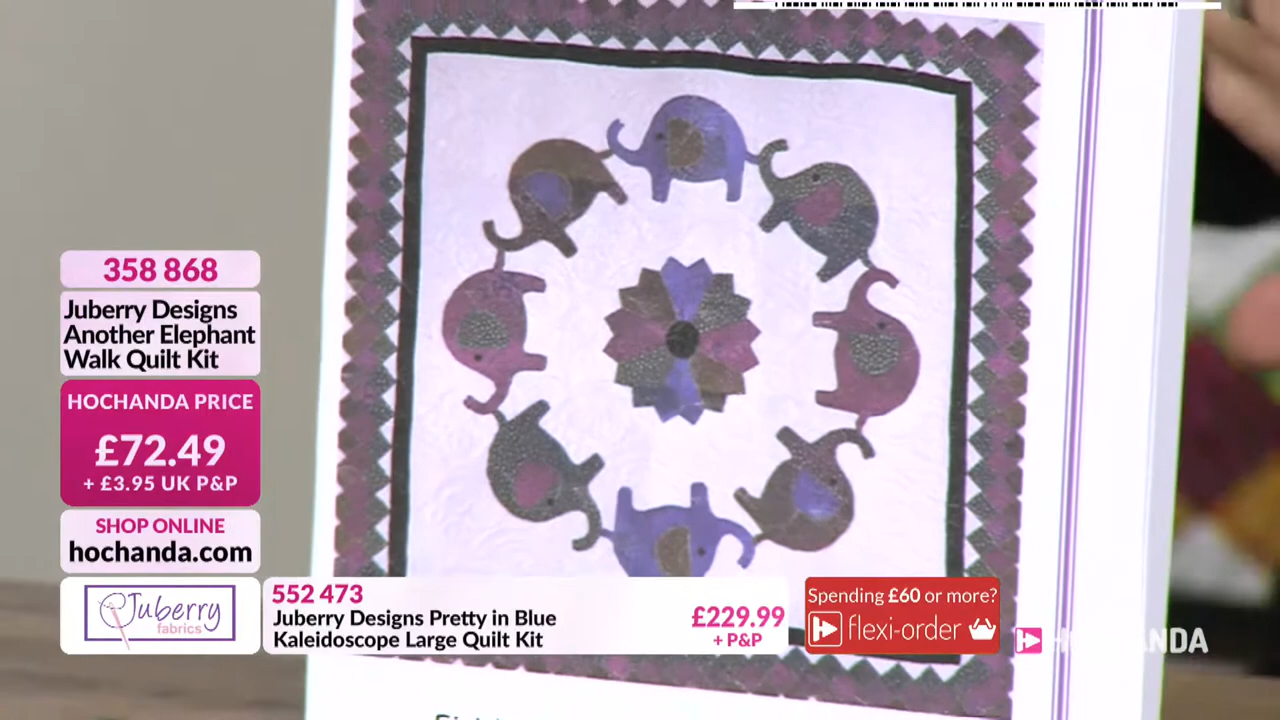 358 868
Juberry Designs
Another Elephant
Walk Quilt Kit
HOCHANDA PRICE
£72.49
+ £3.95 UK P&P
SHOP ONLINE
hochanda.com
Juberry
fabrics
552 473
Juberry Designs Pretty in Blue
Kaleidoscope Large Quilt Kit
£229.99
+ P&P
Spending £60 or more?
flexi-order
HOCHANDA